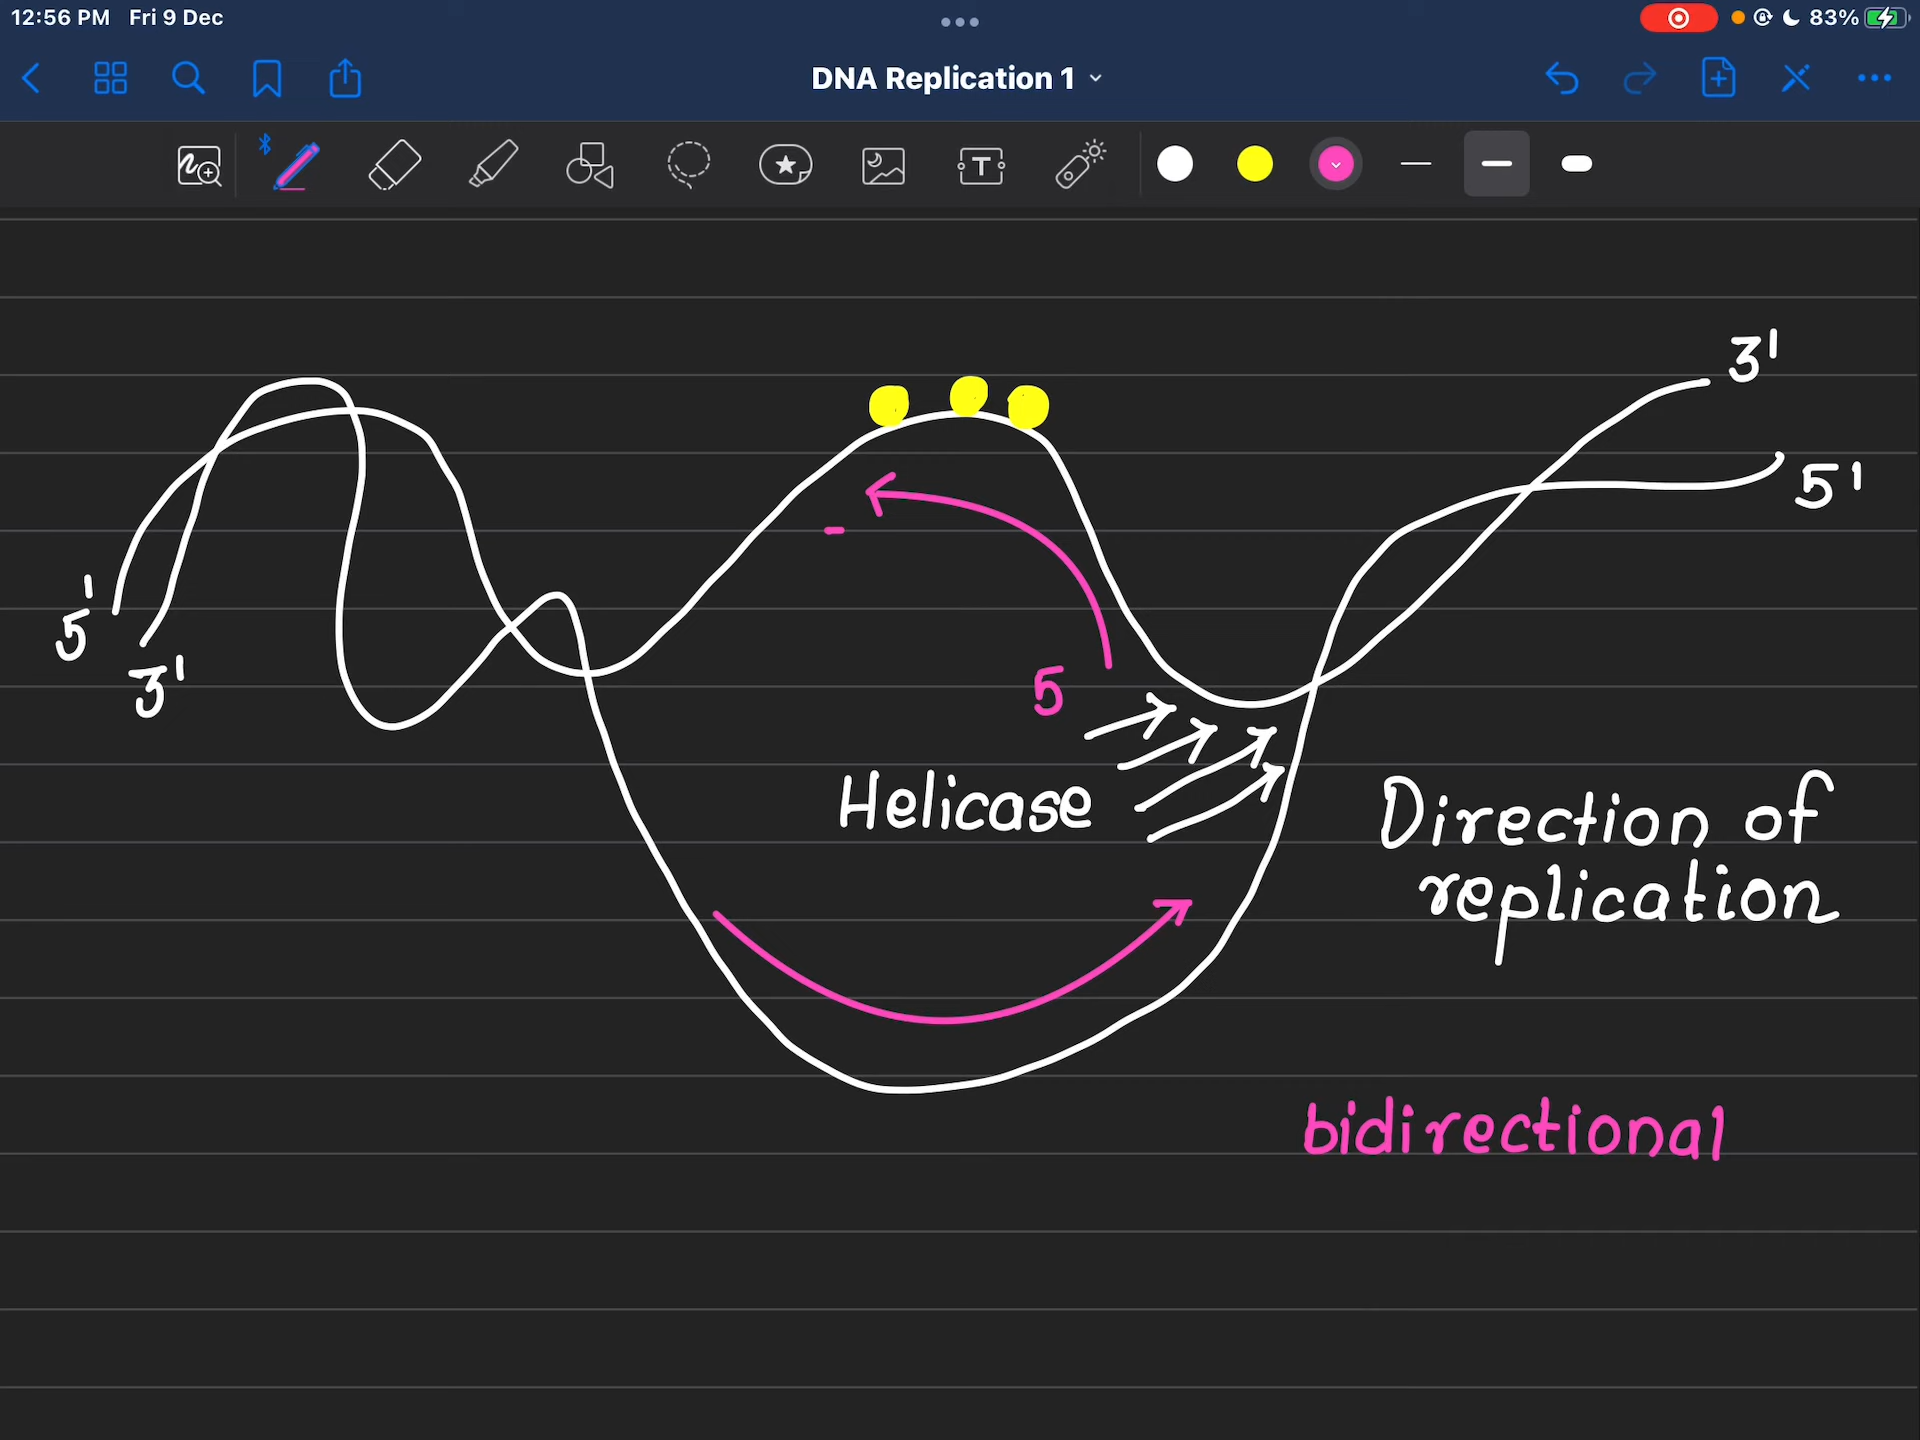 12:56 PM Fri 9 Dec
83%
DNA Replication 1
T
3'
5'
5'
3'
5
Helicase
Direction of
replication
bidirectional